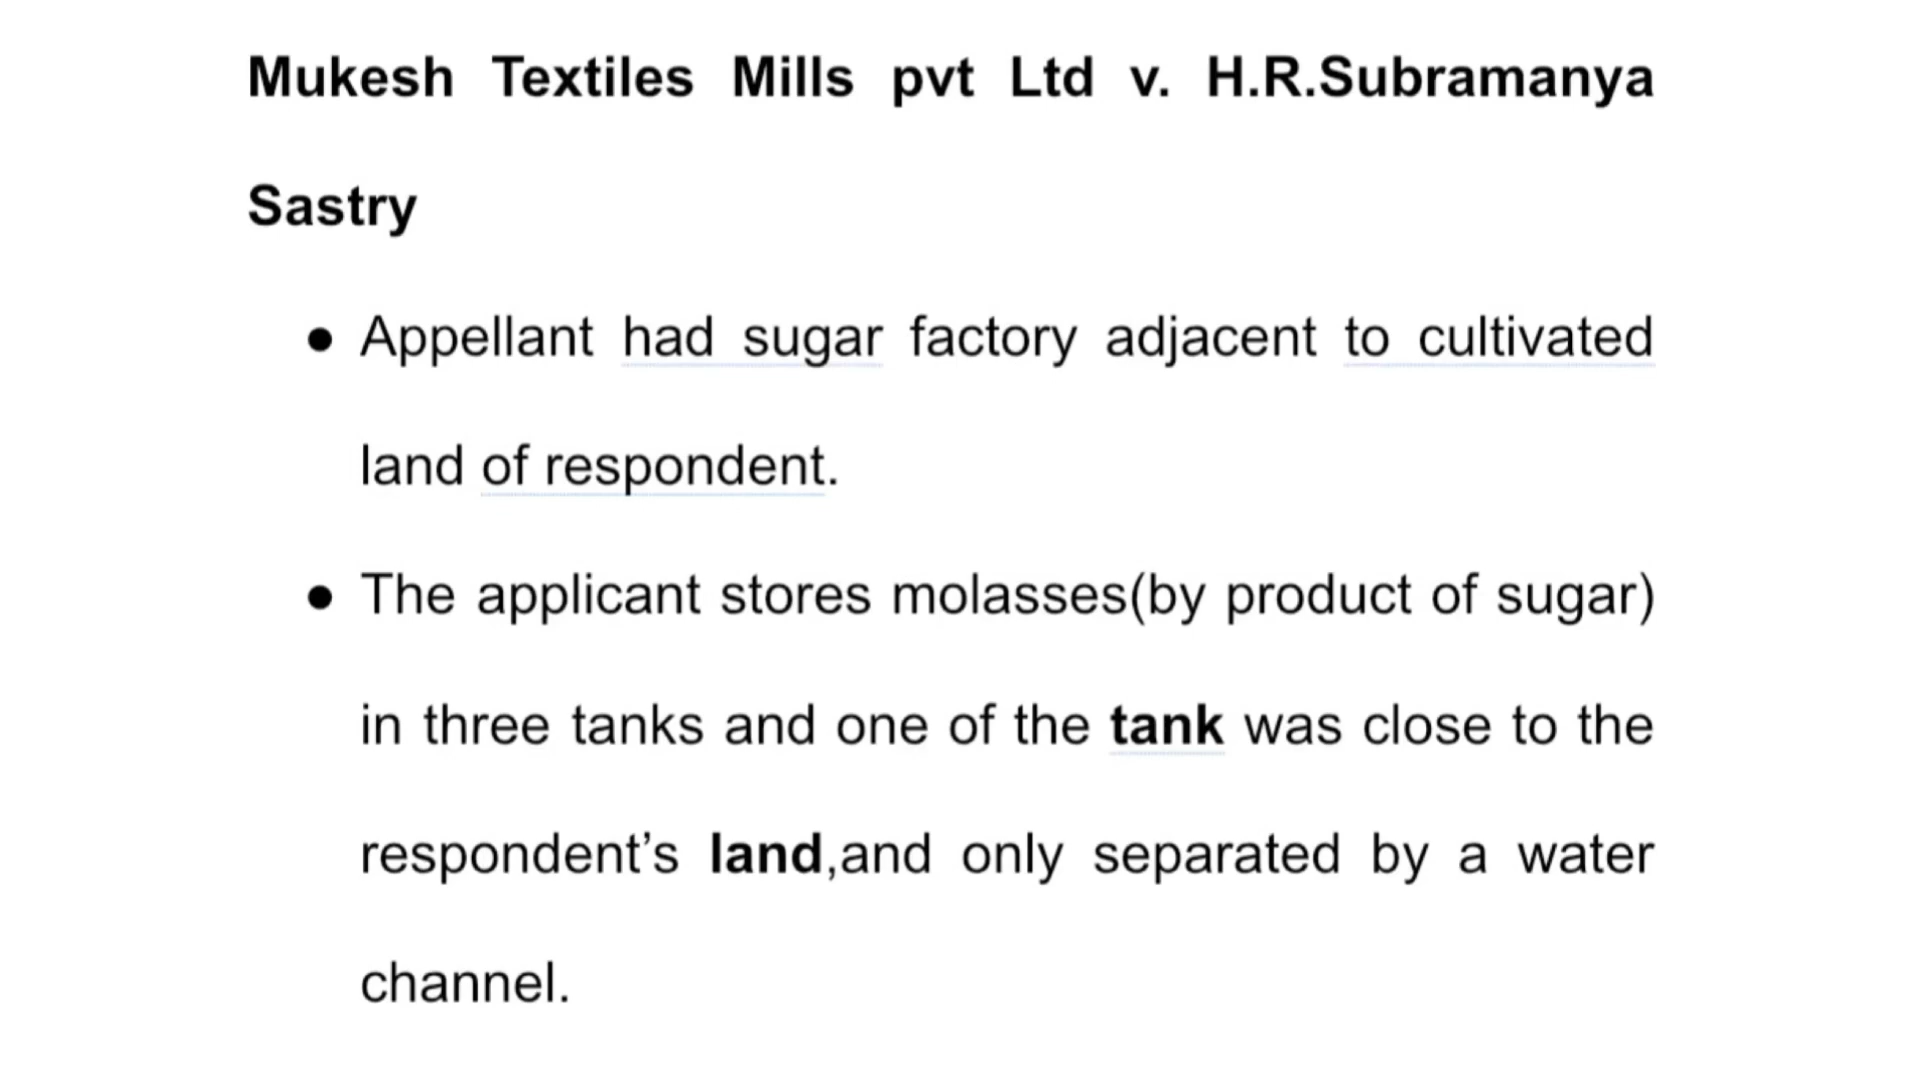 Mukesh Textiles Mills pvt Ltd v. H.R.Subramanya
Sastry
● Appellant had sugar factory adjacent to cultivated
land of respondent.
● The applicant stores molasses(by product of sugar)
in three tanks and one of the tank was close to the
respondent’s land,and only separated by a water
channel.